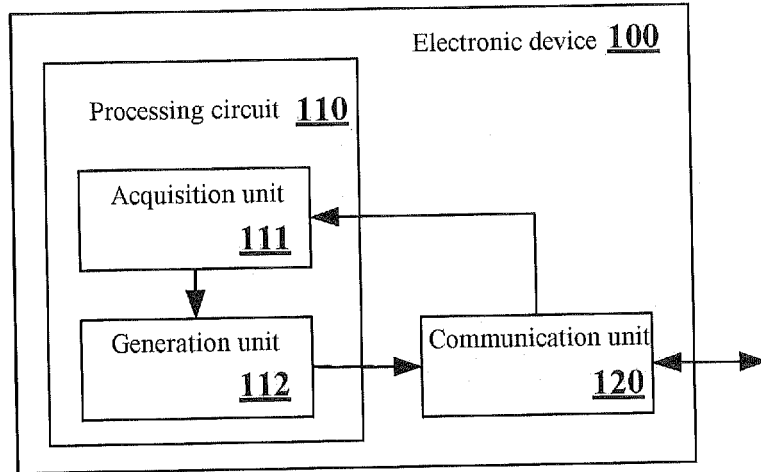 Electronic device 100
Processing circuit 110
Acquisition unit
111
Generation unit
112
Communication unit
120